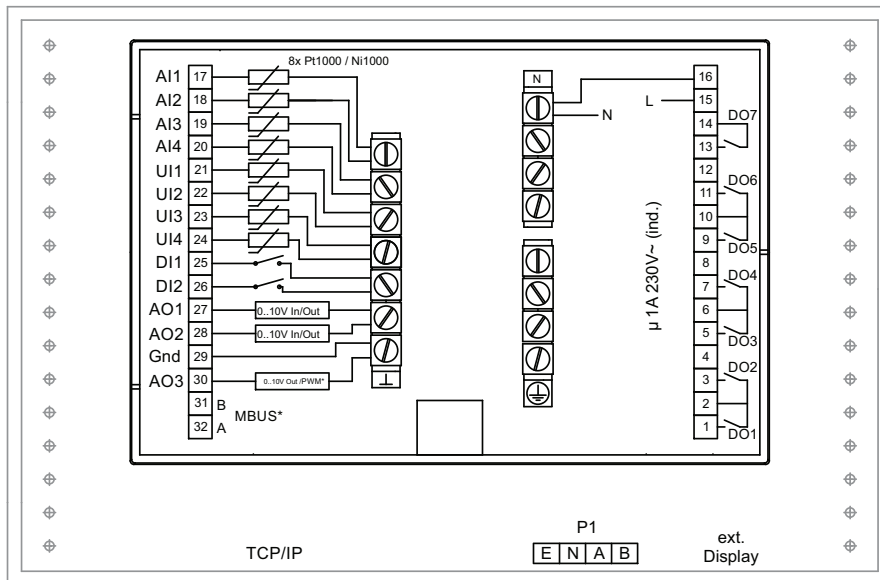 8x Pt1000 / Ni1000
AI1 17
AI2 18
AI3 19
AI4 20
UI1 21
UI2 22
UI3 23
UI4 24
DI1 25
DI2 26
AO1 27 0..10V In/Out
AO2 28 0..10V In/Out
Gnd 29
AO3 30 0..10V Out /PWM*
31 B
32 A
MBUS*
N
N
L
µ 1A 230V~ (ind.)
16
15
14 DO7
13
12
11 DO6
10
9 DO5
8
7 DO4
6
5 DO3
4
3 DO2
2
1 DO1
TCP/IP
P1
E N A B
ext.
Display